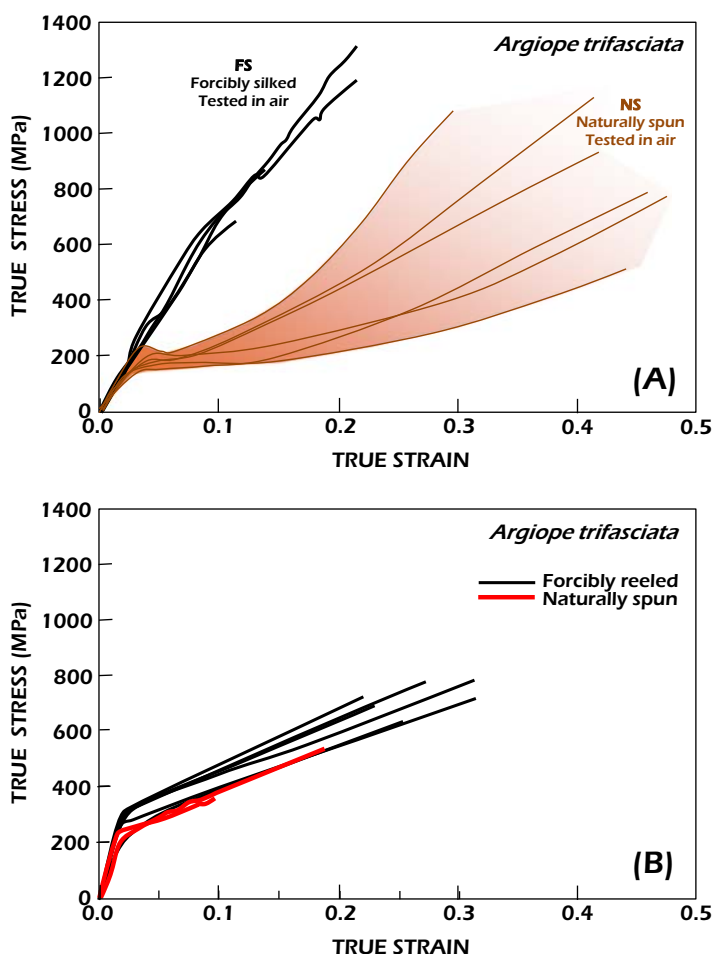 1400
1200
1000
800
600
400
200
0
TRUE STRESS (MPa)
Argiope trifasciata
FS
Forcibly silked
Tested in air
NS
Naturally spun
Tested in air
(A)
0.0
0.1
0.2
0.3
0.4
0.5
TRUE STRAIN
1400
1200
1000
800
600
400
200
0
TRUE STRESS (MPa)
Argiope trifasciata
Forcibly reeled
Naturally spun
(B)
0.0
0.1
0.2
0.3
0.4
0.5
TRUE STRAIN